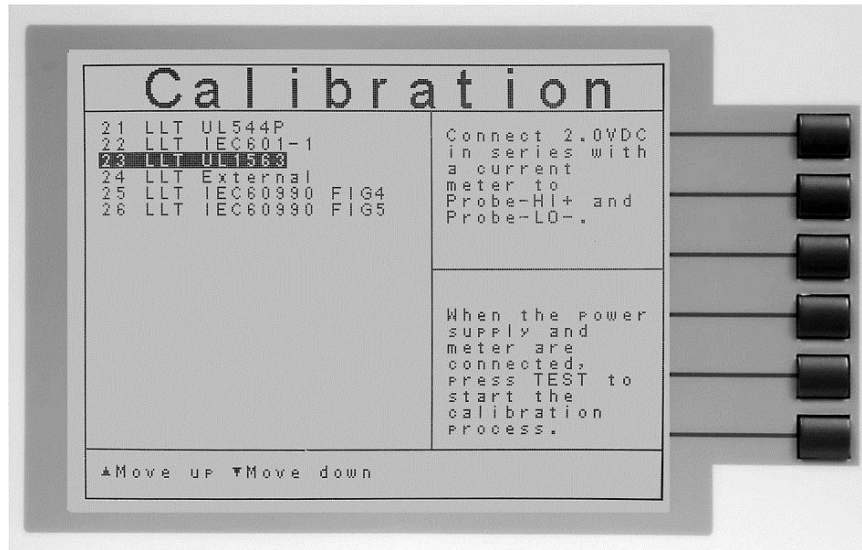 Calibration
21 LLT UL544P
22 LLT IEC601-1
23 LLT UL1563
24 LLT External
25 LLT IEC60990 FIG4
26 LLT IEC60990 FIG5
Connect 2.0VDC
in series with
a current
meter to
Probe-HI+ and
Probe-LO-.
When the power
supply and
meter are
connected,
press TEST to
start the
calibration
process.
▲Move up ▼Move down